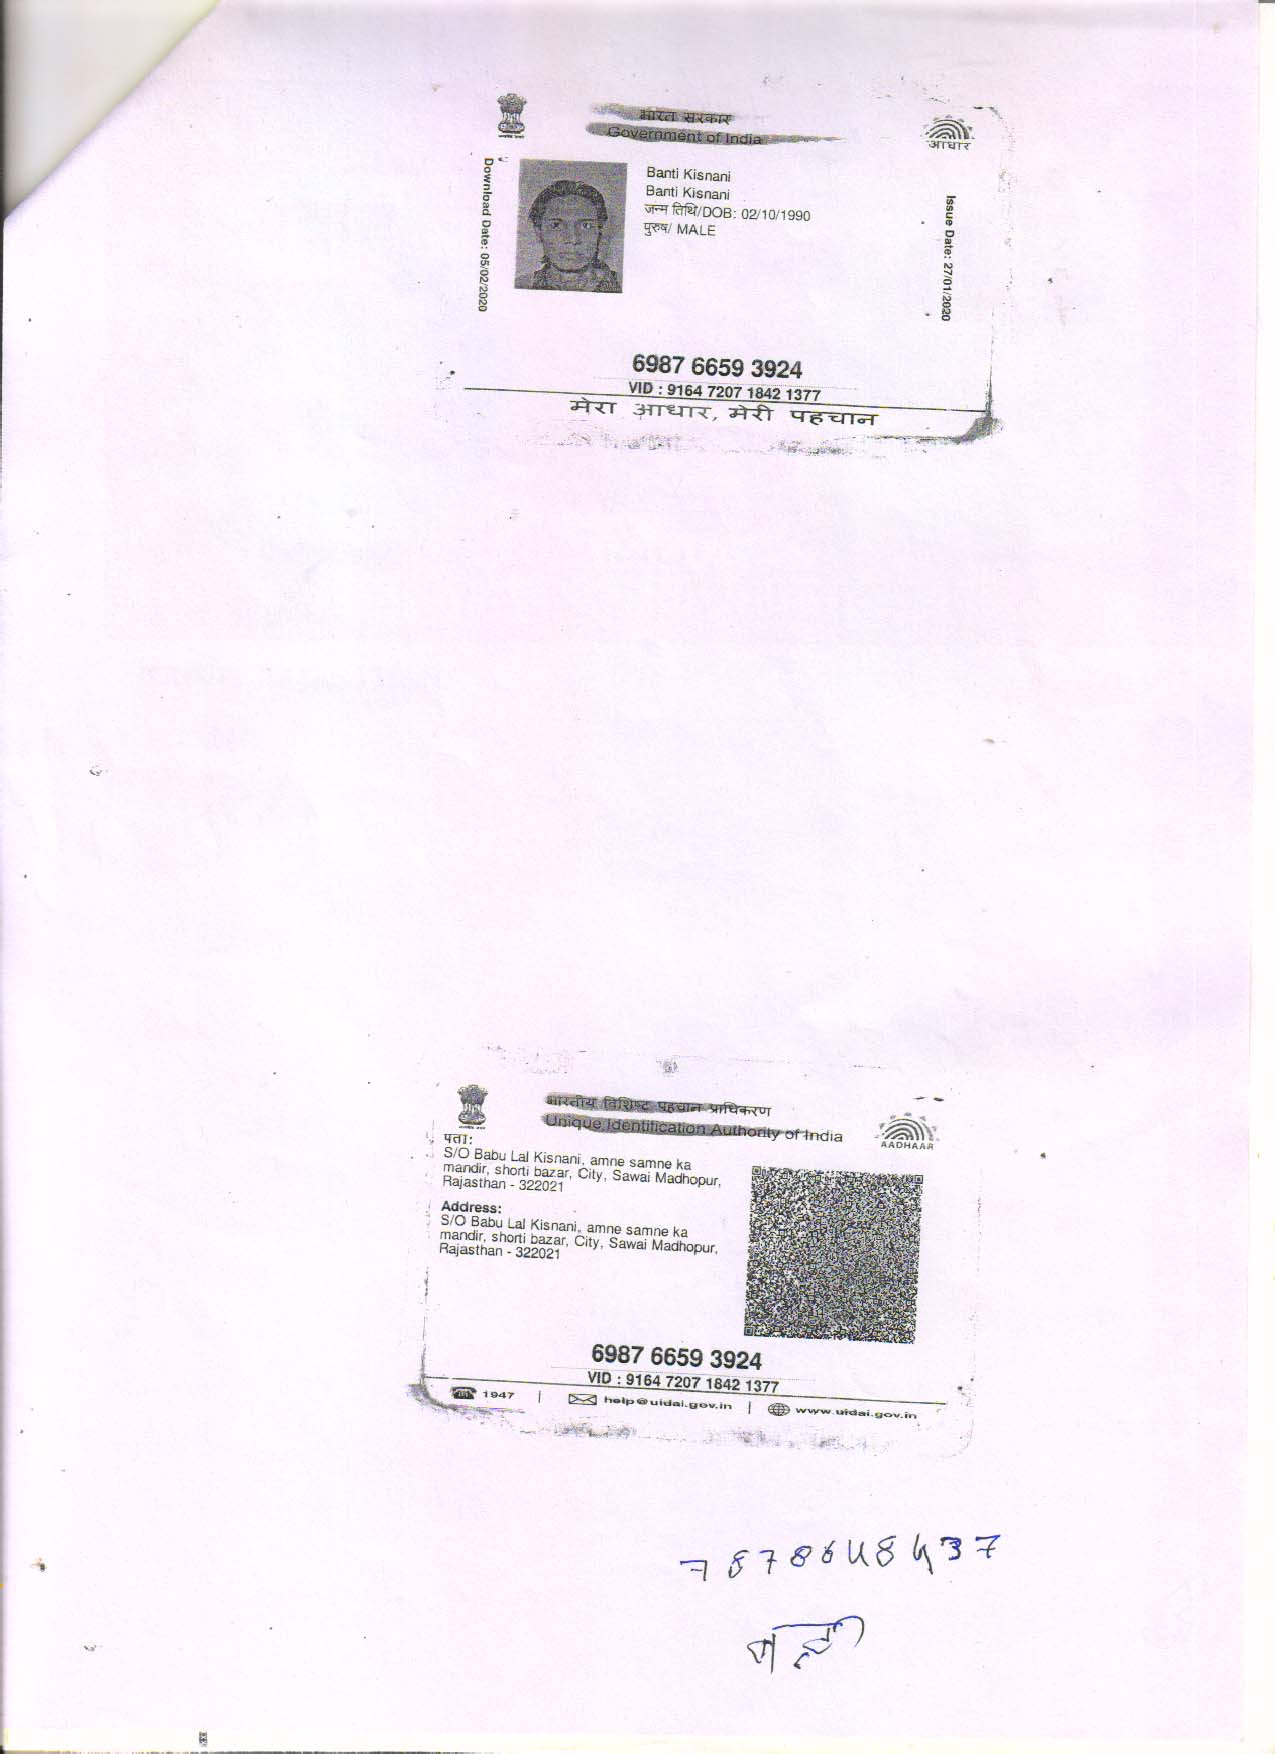 भारत सरकार
Government of India
आधार
Download Date: 05/02/2020
Banti Kisnani
Banti Kisnani
जन्म तिथि/DOB: 02/10/1990
पुरुष/ MALE
Issue Date: 27/01/2020
6987 6659 3924
VID : 9164 7207 1842 1377
मेरा आधार, मेरी पहचान
भारतीय विशिष्ट पहचान प्राधिकरण
Unique Identification Authority of India
AADHAAR
पता:
S/O Babu Lal Kisnani, amne samne ka
mandir, shorti bazar, City, Sawai Madhopur,
Rajasthan - 322021
Address:
S/O Babu Lal Kisnani, amne samne ka
mandir, shorti bazar, City, Sawai Madhopur,
Rajasthan - 322021
6987 6659 3924
VID : 9164 7207 1842 1377
1947 | help@uidai.gov.in | www.uidai.gov.in